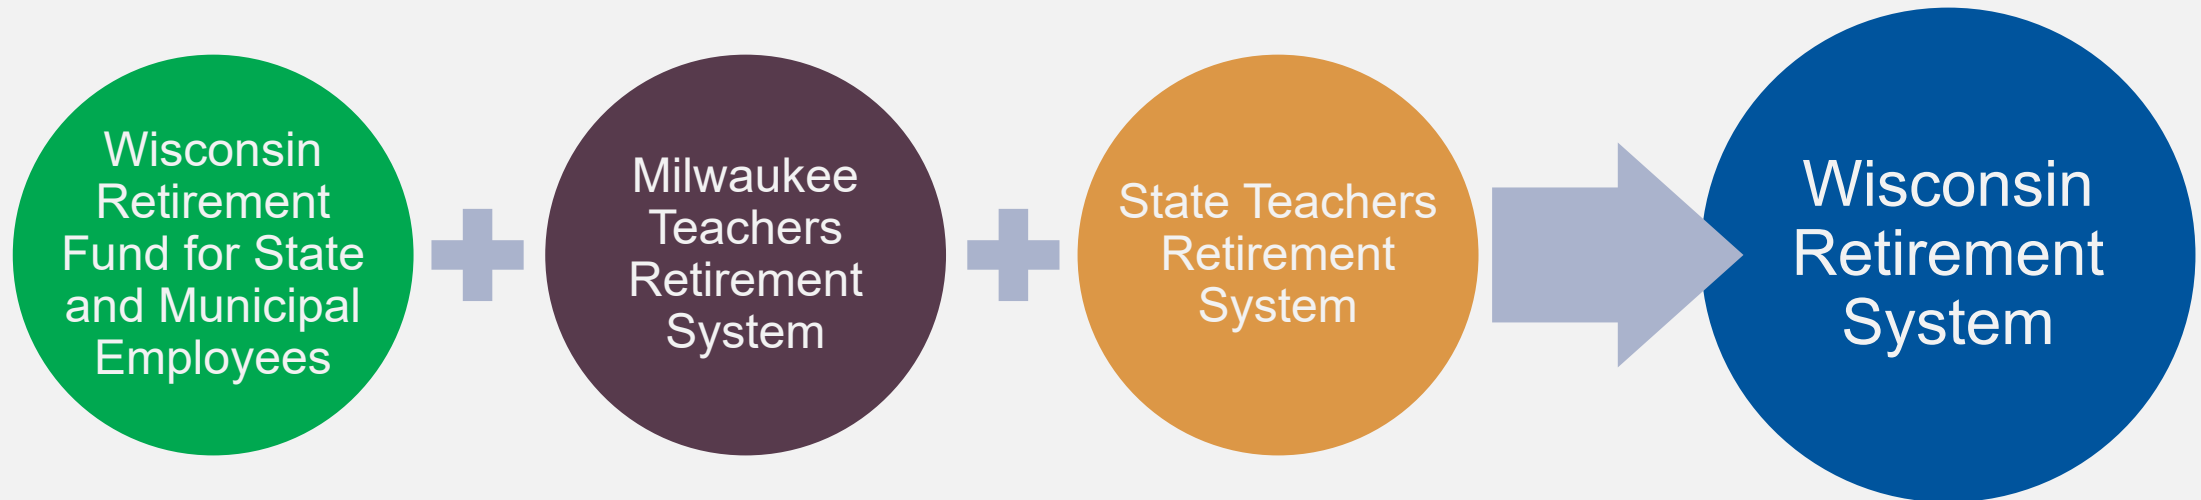 Wisconsin
Retirement
Fund for State
and Municipal
Employees
Milwaukee
Teachers
Retirement
System
State Teachers
Retirement
System
Wisconsin
Retirement
System